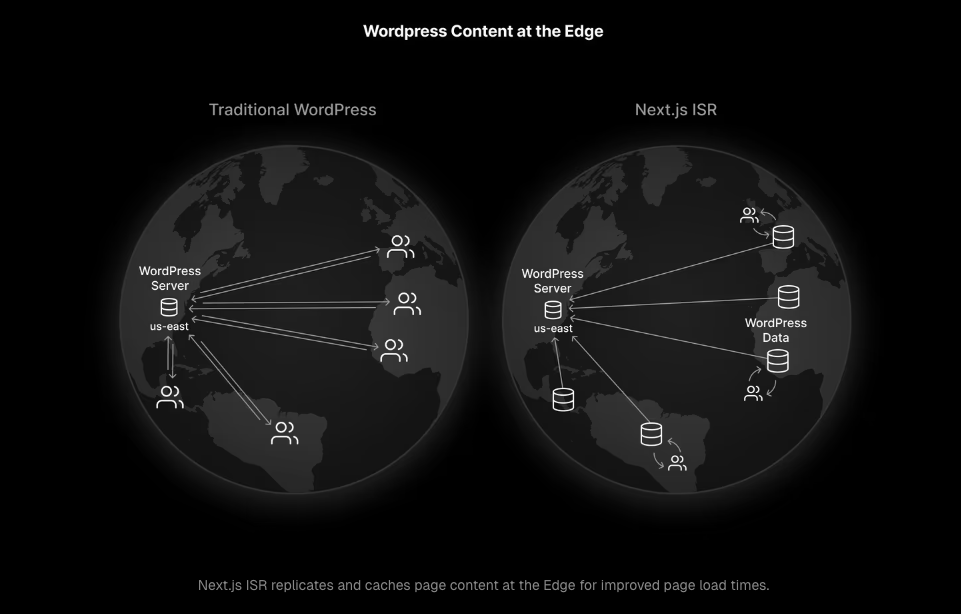 Wordpress Content at the Edge
Traditional WordPress
Next.js ISR
WordPress
Server
us-east
WordPress
Server
us-east
WordPress
Data
Next.js ISR replicates and caches page content at the Edge for improved page load times.